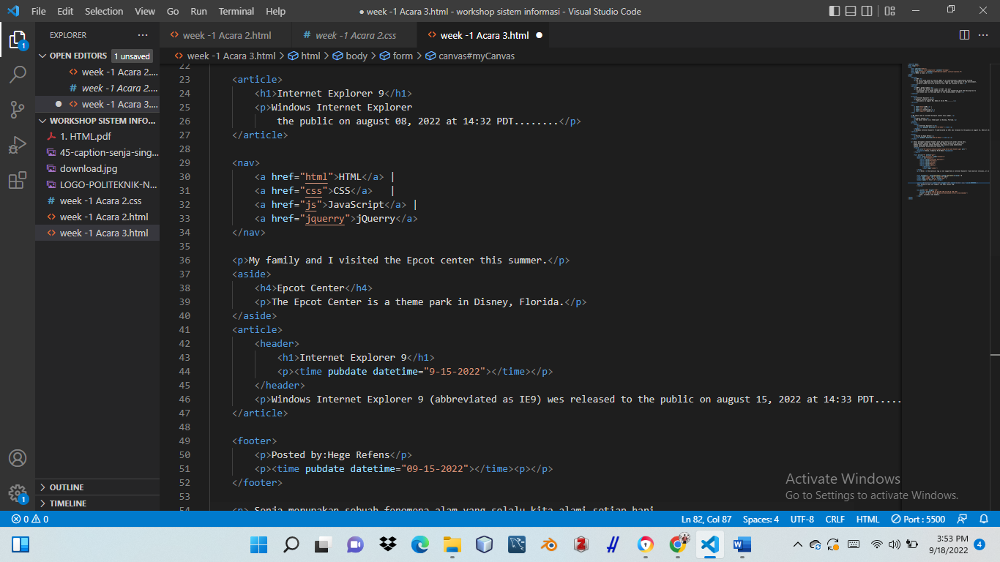 File Edit Selection View Go Run Terminal Help
● week -1 Acara 3.html - workshop sistem informasi - Visual Studio Code
EXPLORER ...
week -1 Acara 2.html
# week -1 Acara 2.css
week -1 Acara 3.html ●
week -1 Acara 3.html > html > body > form > canvas#myCanvas
1
OPEN EDITORS 1 unsaved
week -1 Acara 2....
# week -1 Acara 2....
● week -1 Acara 3....
WORKSHOP SISTEM INFO...
1. HTML.pdf
45-caption-senja-sing...
download.jpg
LOGO-POLITEKNIK-N...
# week -1 Acara 2.css
week -1 Acara 2.html
week -1 Acara 3.html
OUTLINE
TIMELINE
1
22
23 <article>
24 <h1>Internet Explorer 9</h1>
25 <p>Windows Internet Explorer
26 the public on august 08, 2022 at 14:32 PDT........</p>
27 </article>
28
29 <nav>
30 <a href="html">HTML</a> |
31 <a href="css">CSS</a> |
32 <a href="js">JavaScript</a> |
33 <a href="jquerry">jQuerry</a>
34 </nav>
35
36 <p>My family and I visited the Epcot center this summer.</p>
37 <aside>
38 <h4>Epcot Center</h4>
39 <p>The Epcot Center is a theme park in Disney, Florida.</p>
40 </aside>
41 <article>
42 <header>
43 <h1>Internet Explorer 9</h1>
44 <p><time pubdate datetime="9-15-2022"></time></p>
45 </header>
46 <p>Windows Internet Explorer 9 (abbreviated as IE9) wes released to the public on august 15, 2022 at 14:33 PDT.....
47 </article>
48
49 <footer>
50 <p>Posted by:Hege Refens</p>
51 <p><time pubdate datetime="09-15-2022"></time><p></p>
52 </footer>
53
54 <p> Senja merupakan sebuah fenomena alam yang selalu kita alami setiap hari
Activate Windows
Go to Settings to activate Windows.
0 0
Ln 82, Col 87 Spaces: 4 UTF-8 CRLF HTML Port : 5500
3:53 PM
9/18/2022
4